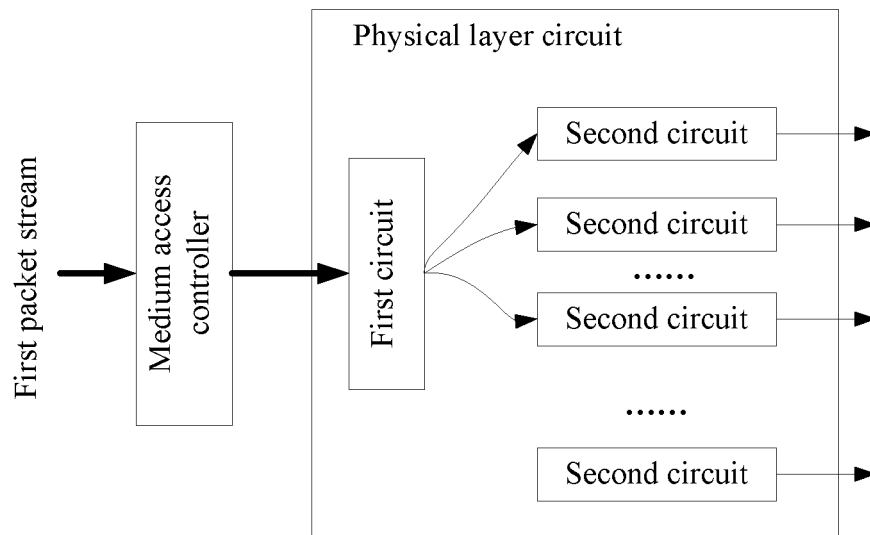 Physical layer circuit
First packet stream
Medium access
controller
First circuit
Second circuit
Second circuit
……
Second circuit
……
Second circuit